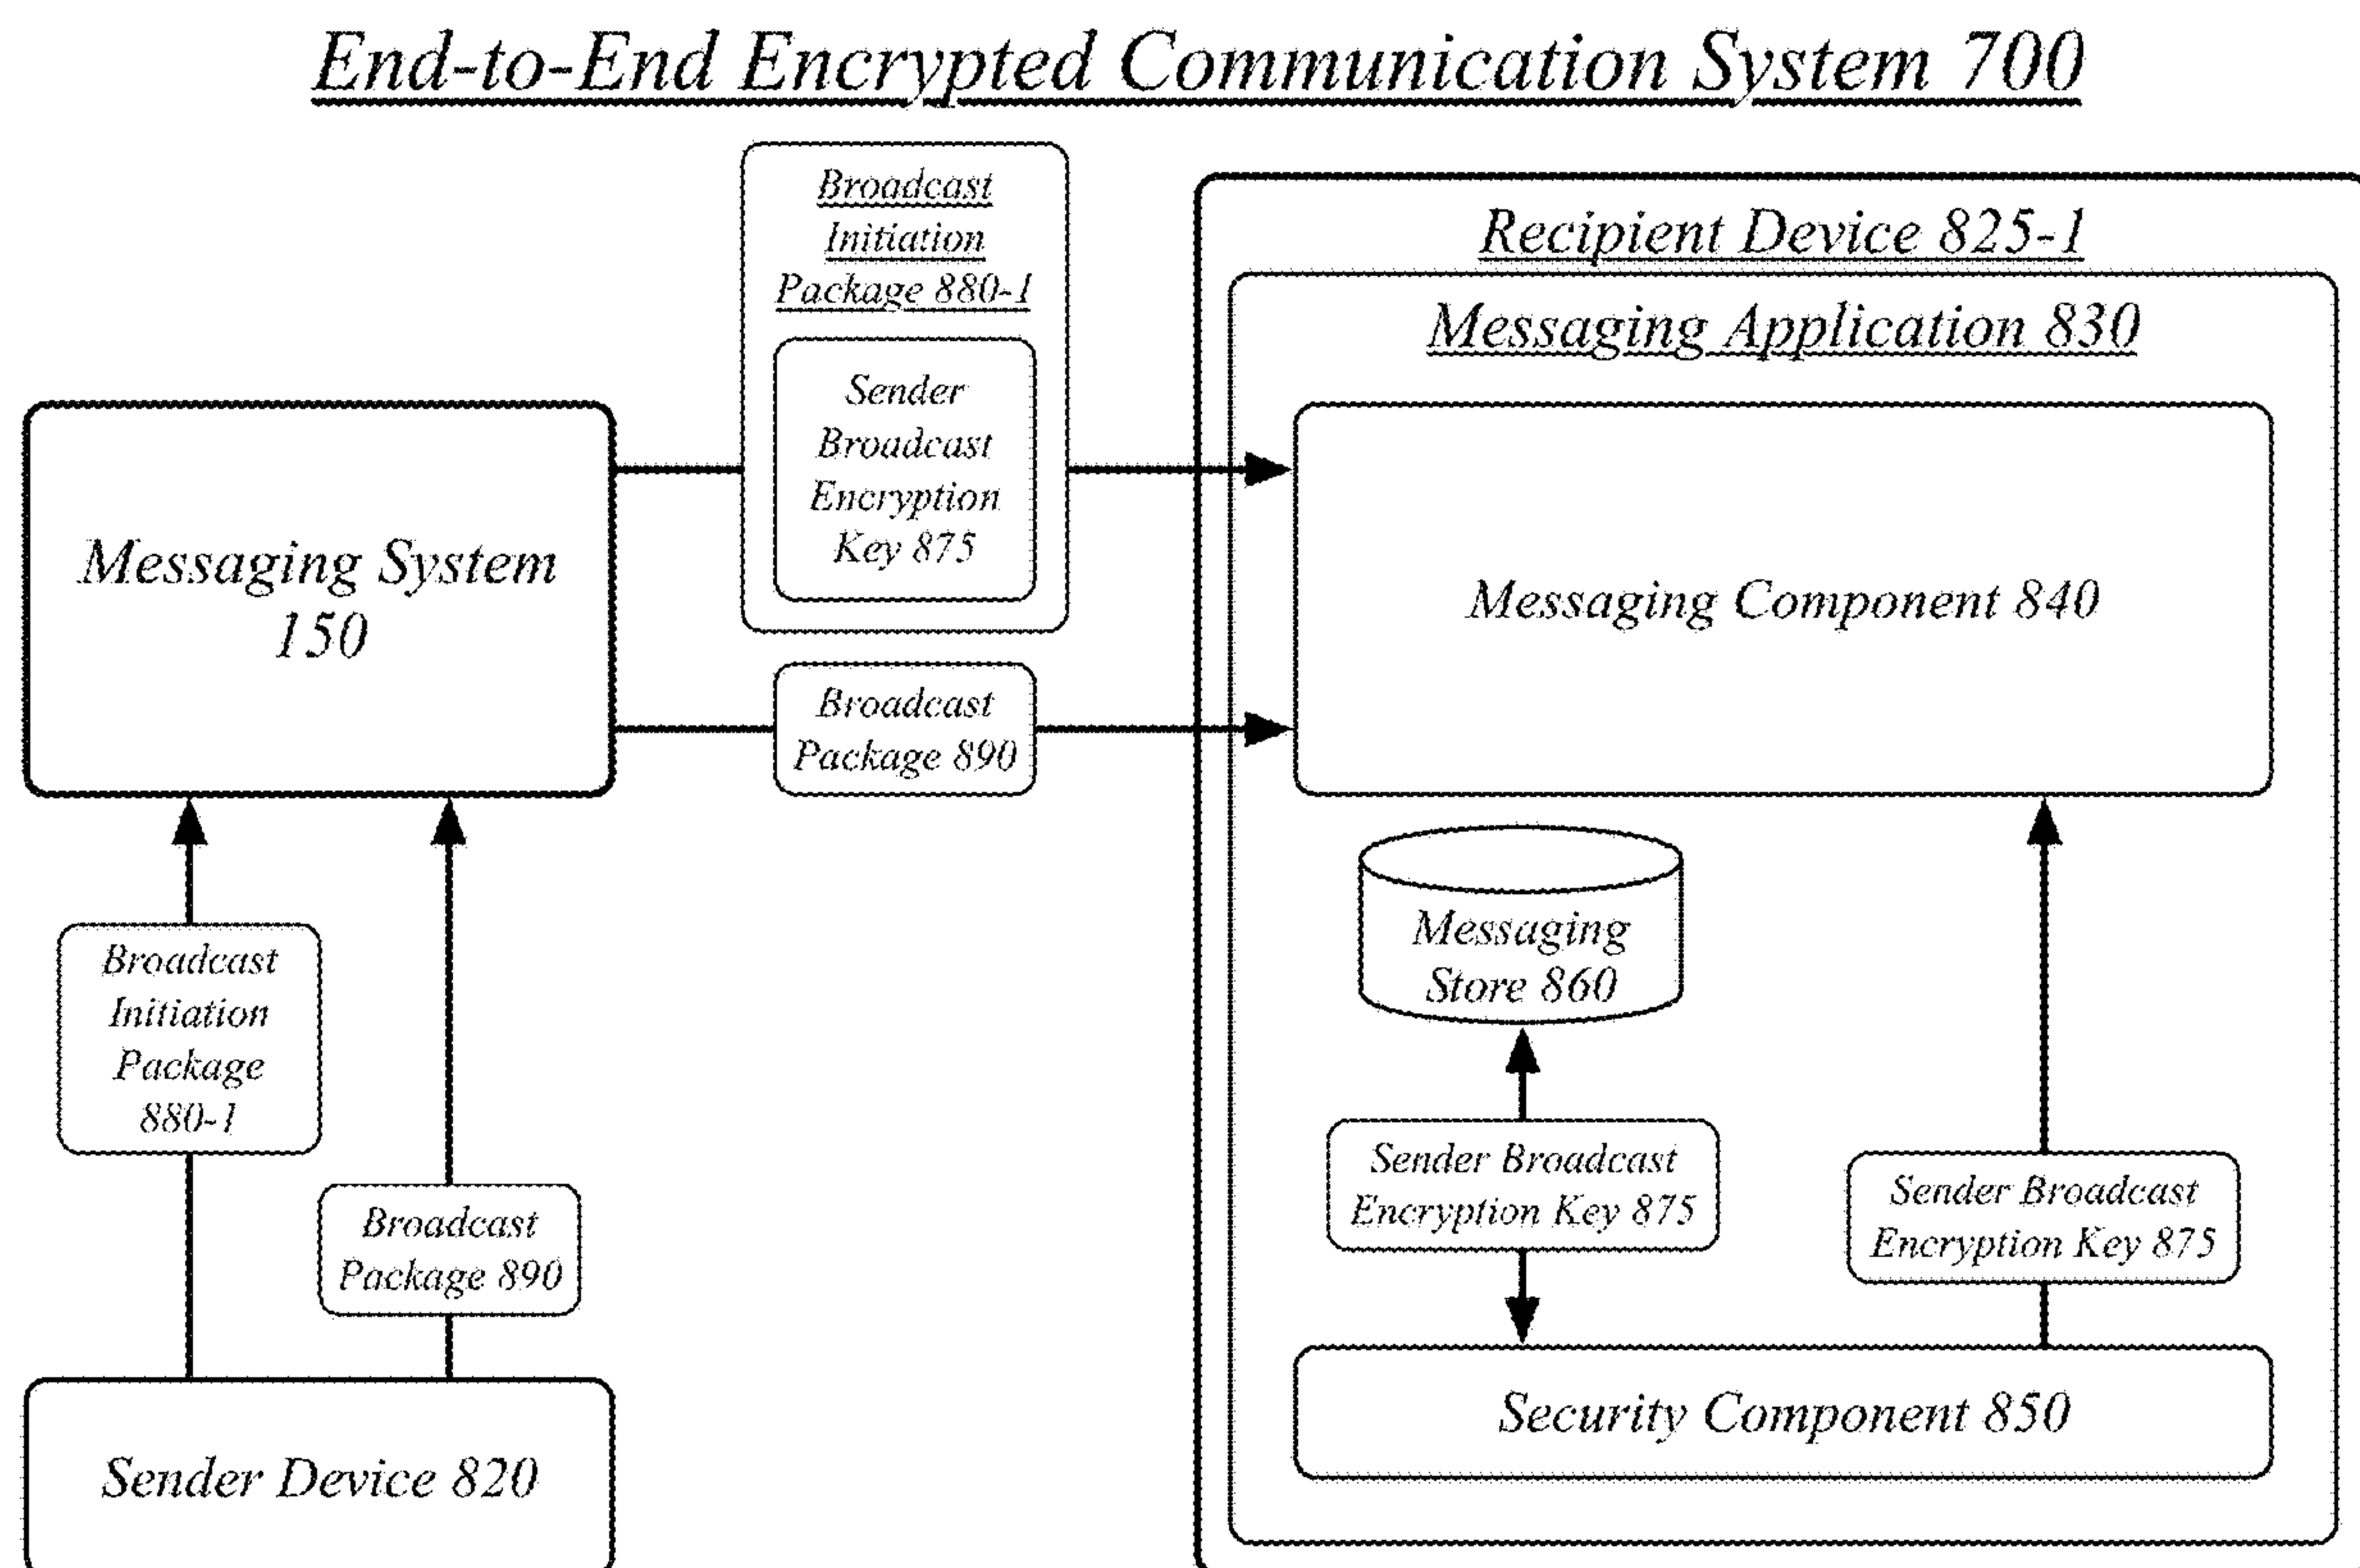 End-to-End Encrypted Communication System 700
Broadcast
Initiation
Package 880-1
Sender
Broadcast
Encryption
Key 875
Recipient Device 825-1
Messaging Application 830
Messaging System
150
Messaging Component 840
Broadcast
Package 890
Broadcast
Initiation
Package
880-1
Broadcast
Package 890
Messaging
Store 860
Sender Broadcast
Encryption Key 875
Sender Broadcast
Encryption Key 875
Sender Device 820
Security Component 850